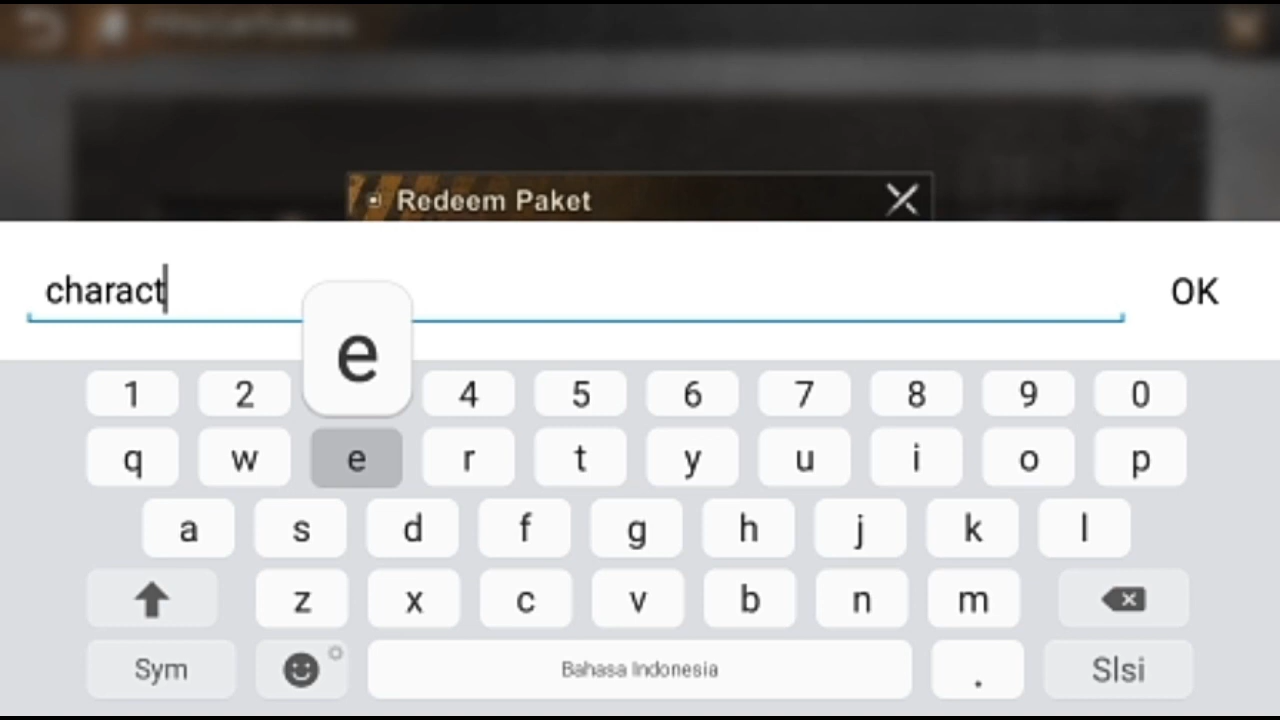 Redeem Paket
charact
OK
e
1 2 4 5 6 7 8 9 0
q w e r t y u i o p
a s d f g h j k l
z x c v b n m
Sym Bahasa Indonesia . Slsi